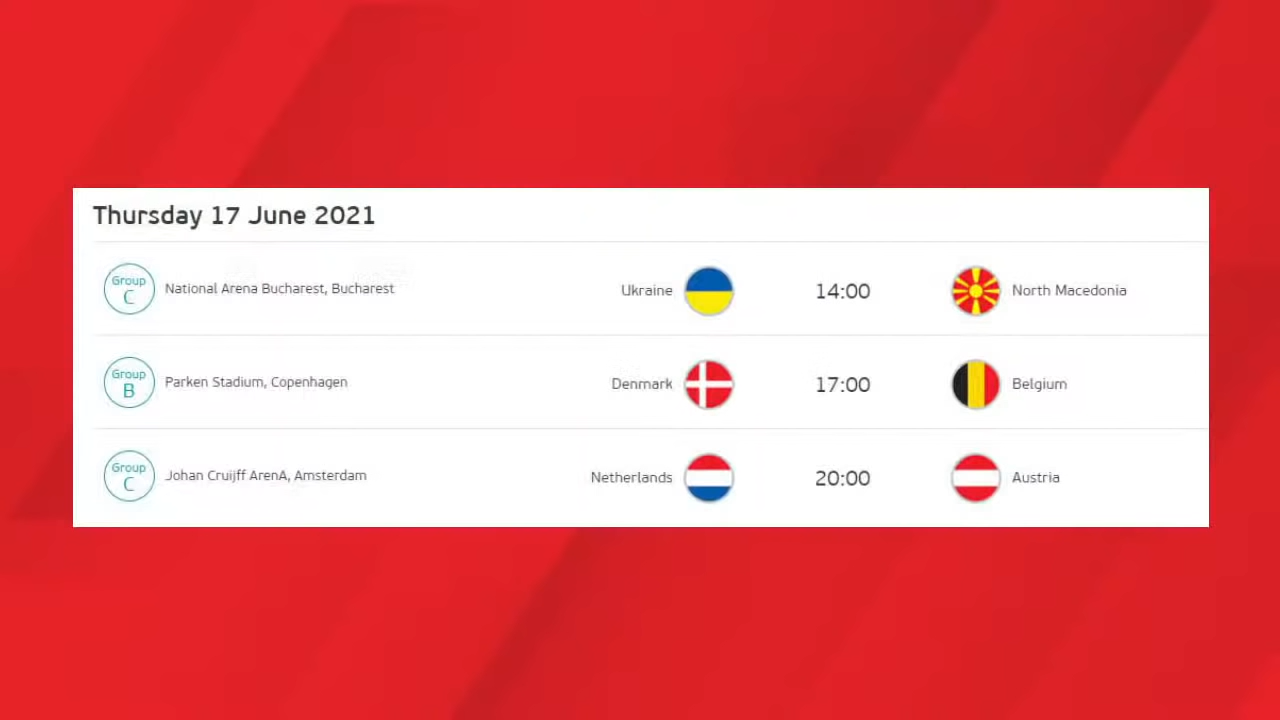 Thursday 17 June 2021
Group C National Arena Bucharest, Bucharest Ukraine 14:00 North Macedonia
Group B Parken Stadium, Copenhagen Denmark 17:00 Belgium
Group C Johan Cruijff ArenA, Amsterdam Netherlands 20:00 Austria